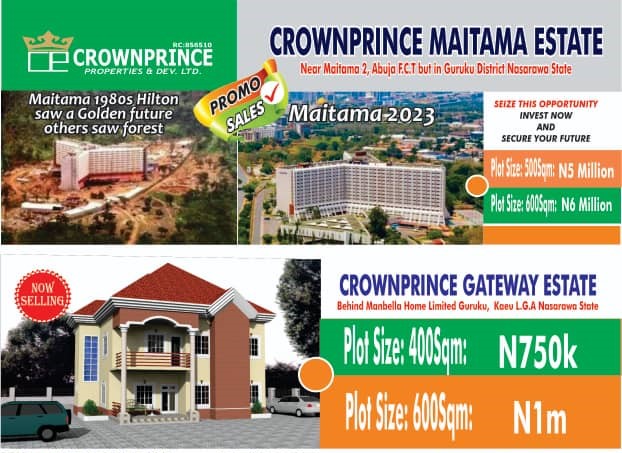 RC:858510
CROWNPRINCE
PROPERTIES & DEV. LTD.
Maitama 1980s Hilton
saw a Golden future
others saw forest
PROMO
SALES
CROWNPRINCE MAITAMA ESTATE
Near Maitama 2, Abuja F.C.T but in Guruku District Nasarawa State
Maitama 2023
SEIZE THIS OPPORTUNITY
INVEST NOW
AND
SECURE YOUR FUTURE
Plot Size: 500Sqm: N5 Million
Plot Size: 600Sqm: N6 Million
NOW
SELLING
CROWNPRINCE GATEWAY ESTATE
Behind Manbella Home Limited Guruku, Kaeu L.G.A Nasarawa State
Plot Size: 400Sqm: N750k
Plot Size: 600Sqm: N1m